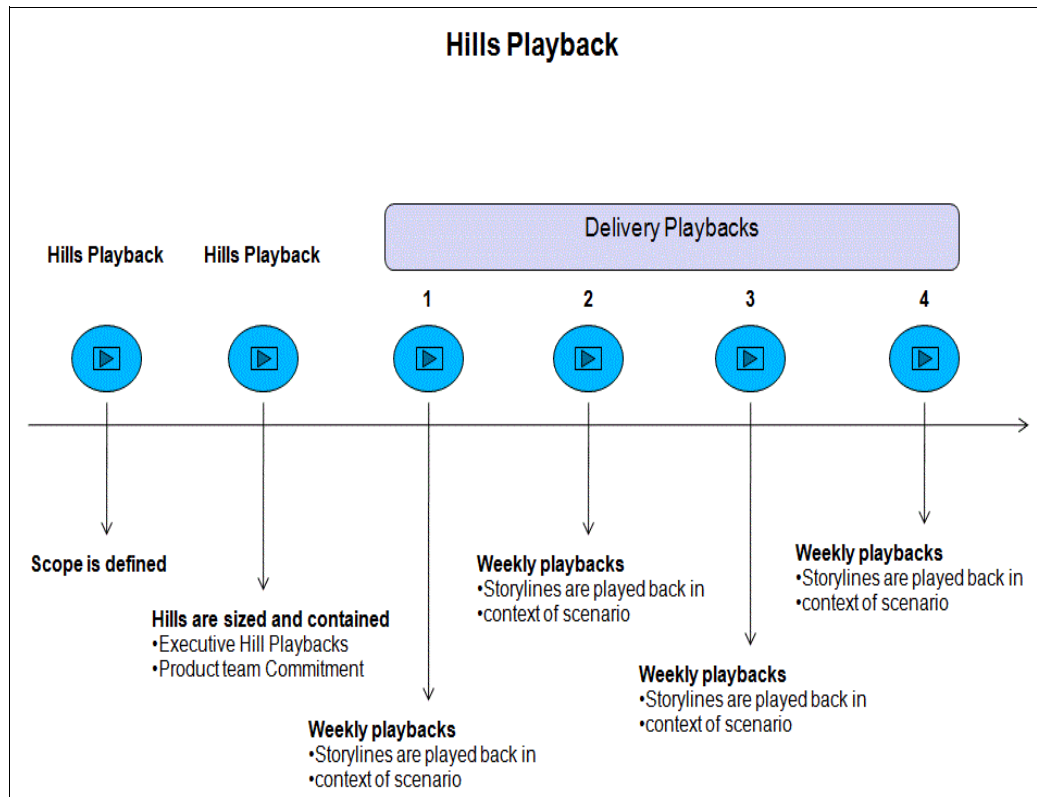 Hills Playback
Delivery Playbacks
Hills Playback
Hills Playback
1
2
3
4
Scope is defined
Hills are sized and contained
•Executive Hill Playbacks
•Product team Commitment
Weekly playbacks
•Storylines are played back in
•context of scenario
Weekly playbacks
•Storylines are played back in
•context of scenario
Weekly playbacks
•Storylines are played back in
•context of scenario
Weekly playbacks
•Storylines are played back in
•context of scenario